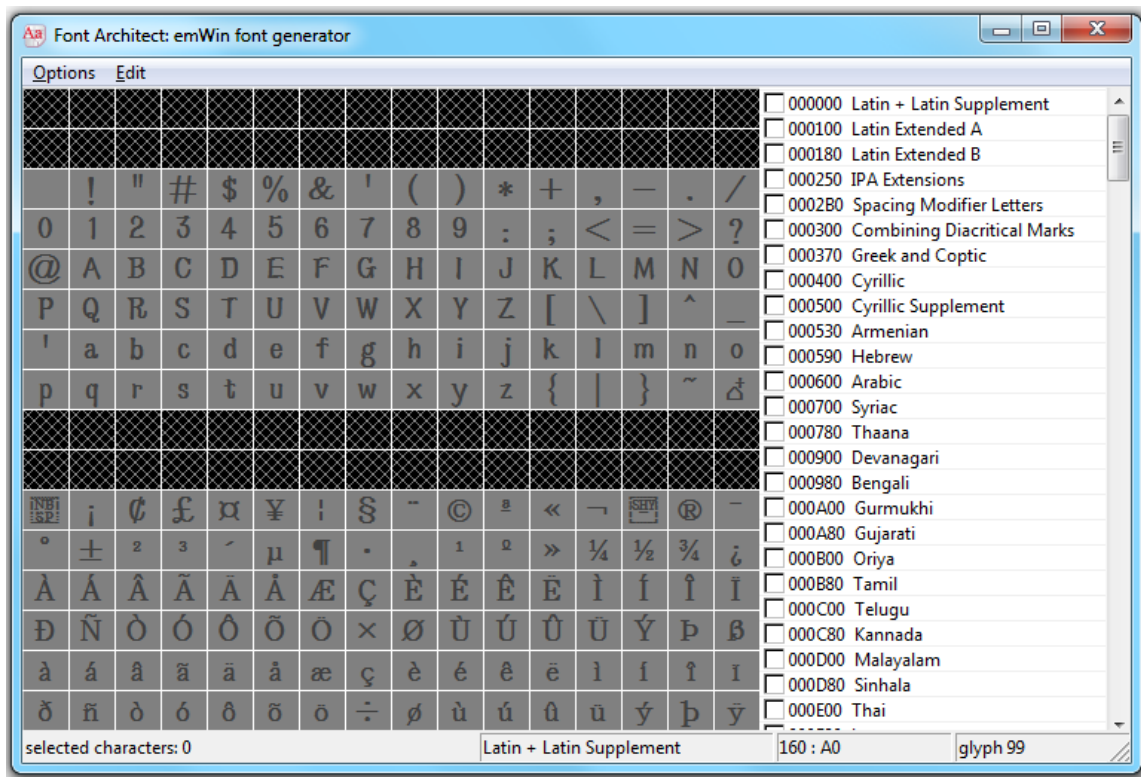 Font Architect: emWin font generator
Options Edit
! " # $ % & ' ( ) * + , — . /
0 1 2 3 4 5 6 7 8 9 : ; < = > ?
@ A B C D E F G H I J K L M N O
P Q R S T U V W X Y Z [ \ ] ^ _
' a b c d e f g h i j k l m n o
p q r s t u v w x y z { | } ~
NB SP ¡ ₵ £ ¤ ¥ ¦ § ¨ © ª « ¬ SHY ® ¯
° ± ² ³ ´ µ ¶ · ¸ ¹ º » ¼ ½ ¾ ¿
À Á Â Ã Ä Å Æ Ç È É Ê Ë Ì Í Î Ï
Ð Ñ Ò Ó Ô Õ Ö × Ø Ù Ú Û Ü Ý Þ ß
à á â ã ä å æ ç è é ê ë ì í î ï
ð ñ ò ó ô õ ö ÷ ø ù ú û ü ý þ ÿ
000000 Latin + Latin Supplement
000100 Latin Extended A
000180 Latin Extended B
000250 IPA Extensions
0002B0 Spacing Modifier Letters
000300 Combining Diacritical Marks
000370 Greek and Coptic
000400 Cyrillic
000500 Cyrillic Supplement
000530 Armenian
000590 Hebrew
000600 Arabic
000700 Syriac
000780 Thaana
000900 Devanagari
000980 Bengali
000A00 Gurmukhi
000A80 Gujarati
000B00 Oriya
000B80 Tamil
000C00 Telugu
000C80 Kannada
000D00 Malayalam
000D80 Sinhala
000E00 Thai
selected characters: 0 Latin + Latin Supplement 160 : A0 glyph 99